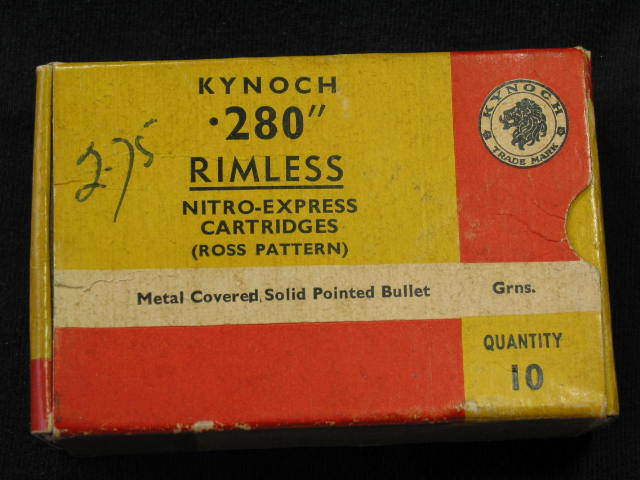 KYNOCH
·280"
RIMLESS
NITRO-EXPRESS
CARTRIDGES
(ROSS PATTERN)
2-75
KYNOCH
TRADE MARK
Metal Covered, Solid Pointed Bullet
Grns.
QUANTITY
10